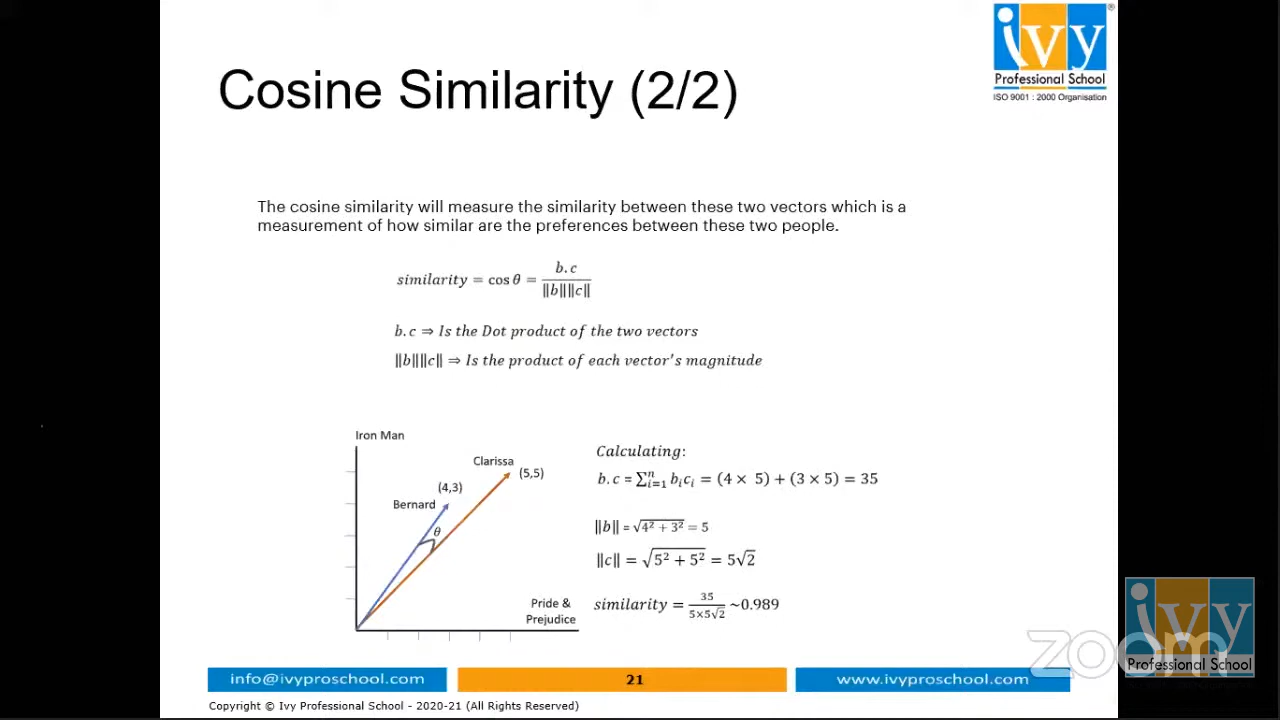 ivy
®
Professional School
ISO 9001 : 2000 Organisation
Cosine Similarity (2/2)
The cosine similarity will measure the similarity between these two vectors which is a
measurement of how similar are the preferences between these two people.
similarity = cos θ = b.c / ‖b‖‖c‖
b.c ⇒ Is the Dot product of the two vectors
‖b‖‖c‖ ⇒ Is the product of each vector's magnitude
Iron Man
Clarissa
(5,5)
(4,3)
Bernard
θ
Pride &
Prejudice
Calculating:
b.c = ∑ⁿᵢ₌₁ bᵢcᵢ = (4 × 5) + (3 × 5) = 35
‖b‖ = √4² + 3² = 5
‖c‖ = √5² + 5² = 5√2
similarity = 35 / 5×5√2 ~0.989
zoom
ivy
Professional School
info@ivyproschool.com
21
www.ivyproschool.com
Copyright © Ivy Professional School - 2020-21 (All Rights Reserved)